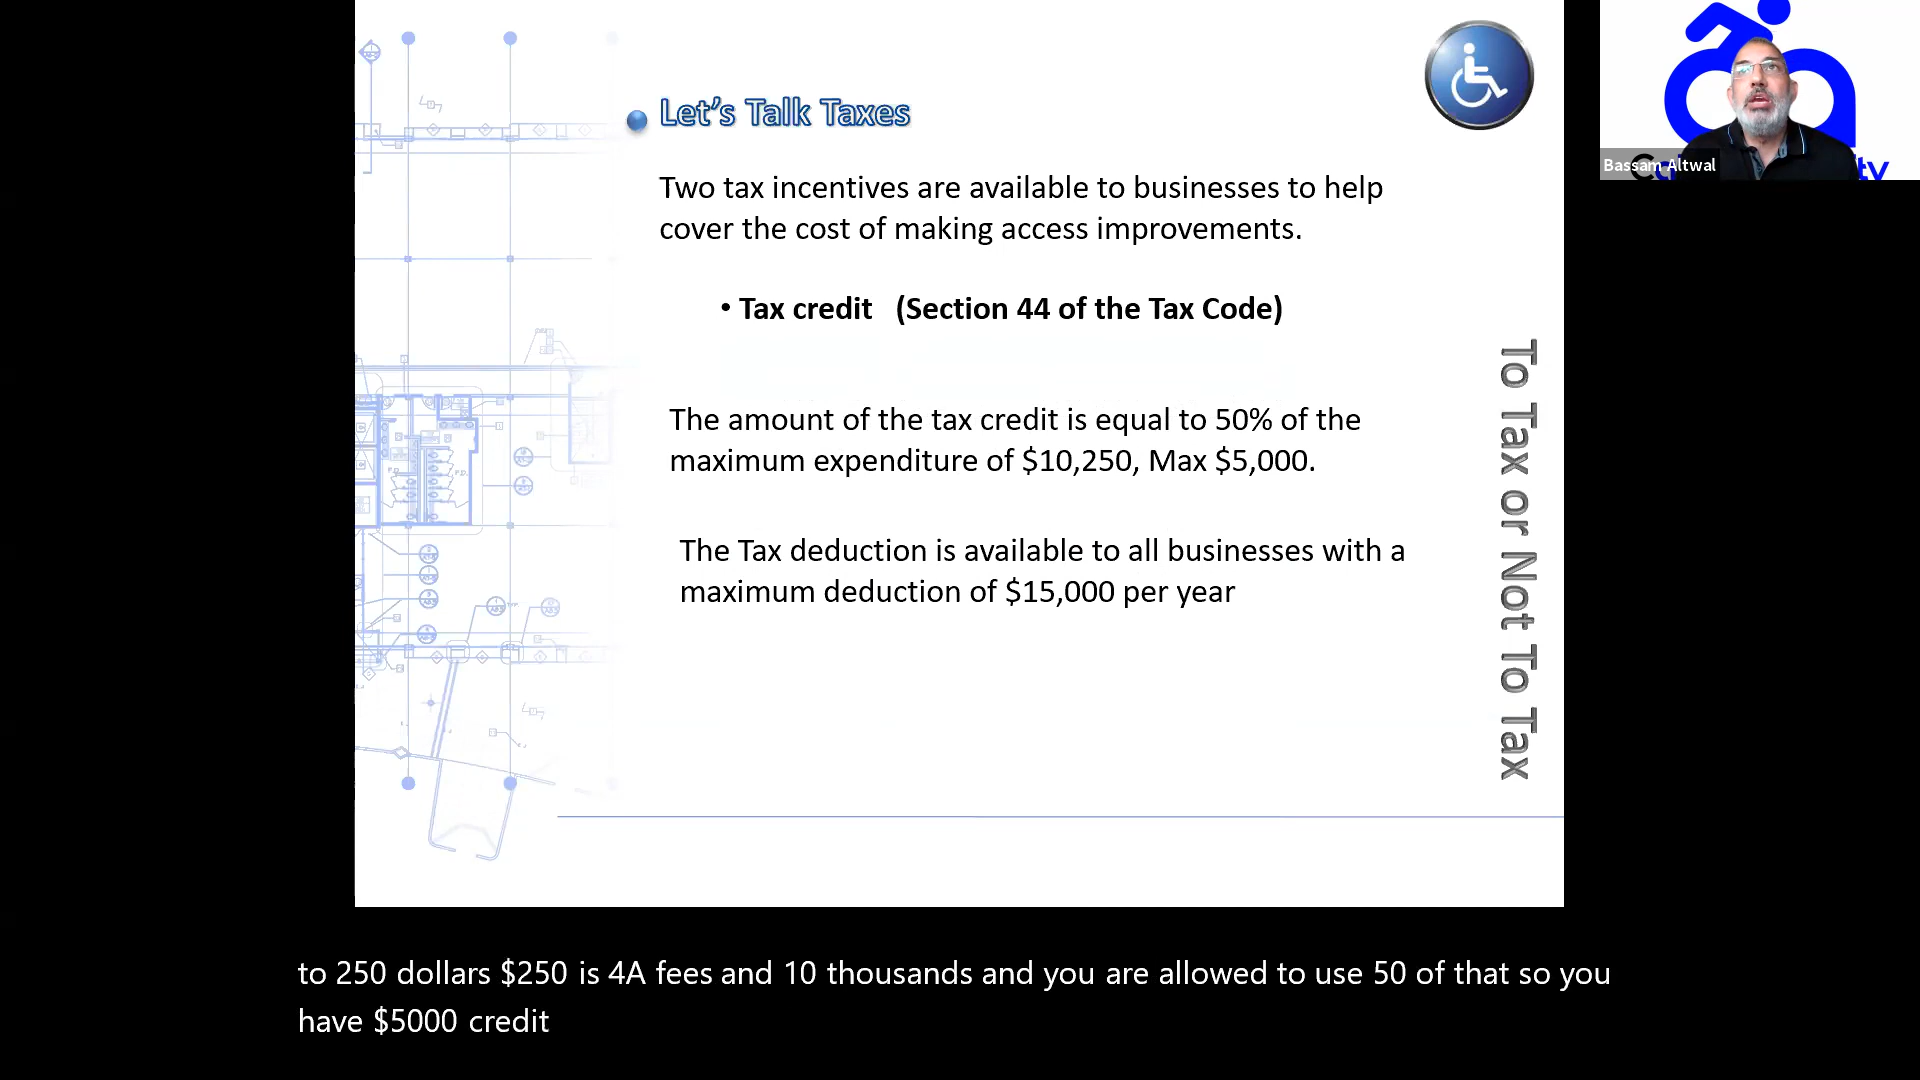 Let's Talk Taxes
Two tax incentives are available to businesses to help
cover the cost of making access improvements.
• Tax credit (Section 44 of the Tax Code)
The amount of the tax credit is equal to 50% of the
maximum expenditure of $10,250, Max $5,000.
The Tax deduction is available to all businesses with a
maximum deduction of $15,000 per year
To Tax or Not To Tax
Bassam Altwal
to 250 dollars $250 is 4A fees and 10 thousands and you are allowed to use 50 of that so you
have $5000 credit